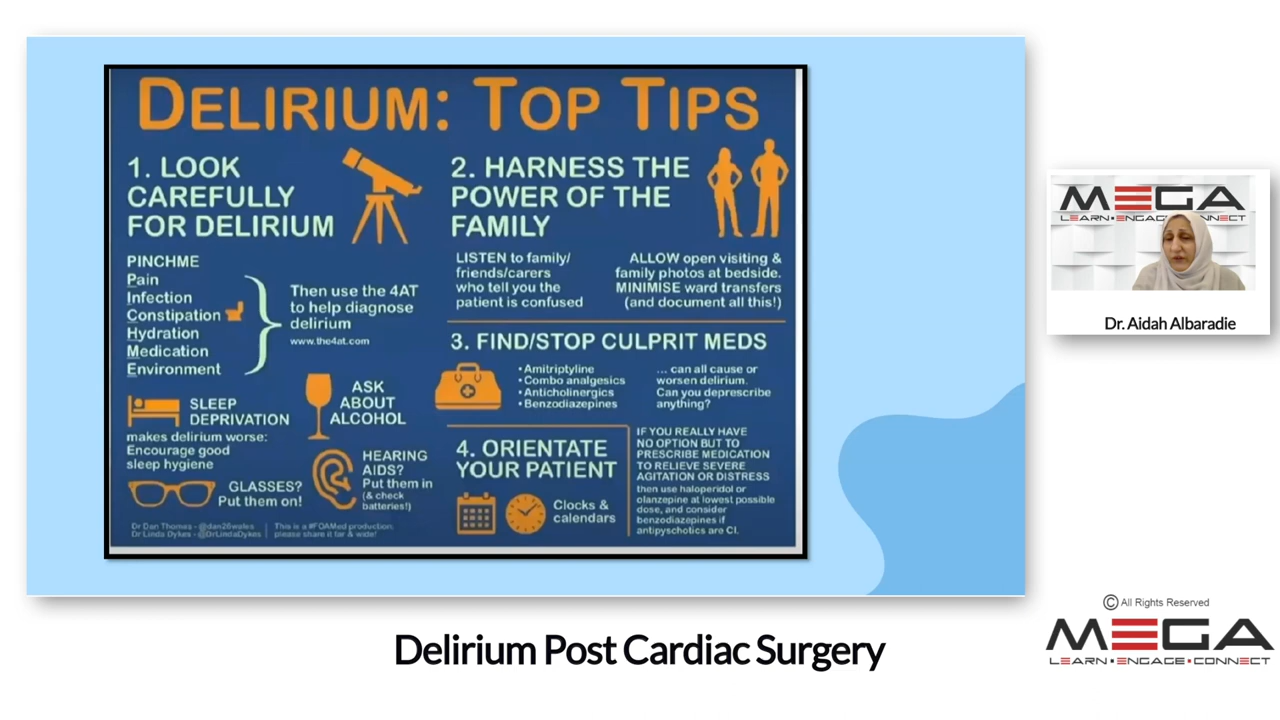 DELIRIUM: TOP TIPS
1. LOOK
CAREFULLY
FOR DELIRIUM
PINCHME
Pain
Infection
Constipation
Hydration
Medication
Environment
Then use the 4AT
to help diagnose
delirium
www.the4at.com
SLEEP
DEPRIVATION
makes delirium worse:
Encourage good
sleep hygiene
ASK
ABOUT
ALCOHOL
GLASSES?
Put them on!
HEARING
AIDS?
Put them in
(& check
batteries!)
Dr Dan Thomas - @dan26wales
Dr Linda Dykes - @DrLindaDykes
This is a #FOAMed production:
please share it far & wide!
2. HARNESS THE
POWER OF THE
FAMILY
LISTEN to family/
friends/carers
who tell you the
patient is confused
ALLOW open visiting &
family photos at bedside.
MINIMISE ward transfers
(and document all this!)
3. FIND/STOP CULPRIT MEDS
•Amitriptyline
•Combo analgesics
•Anticholinergics
•Benzodiazepines
... can all cause or
worsen delirium.
Can you deprescribe
anything?
4. ORIENTATE
YOUR PATIENT
Clocks &
calendars
IF YOU REALLY HAVE
NO OPTION BUT TO
PRESCRIBE MEDICATION
TO RELIEVE SEVERE
AGITATION OR DISTRESS
then use haloperidol or
olanzepine at lowest possible
dose, and consider
benzodiazepines if
antipyschotics are CI.
MEGA
LEARN•ENGAGE•CONNECT
Dr. Aidah Albaradie
© All Rights Reserved
MEGA
LEARN•ENGAGE•CONNECT
Delirium Post Cardiac Surgery